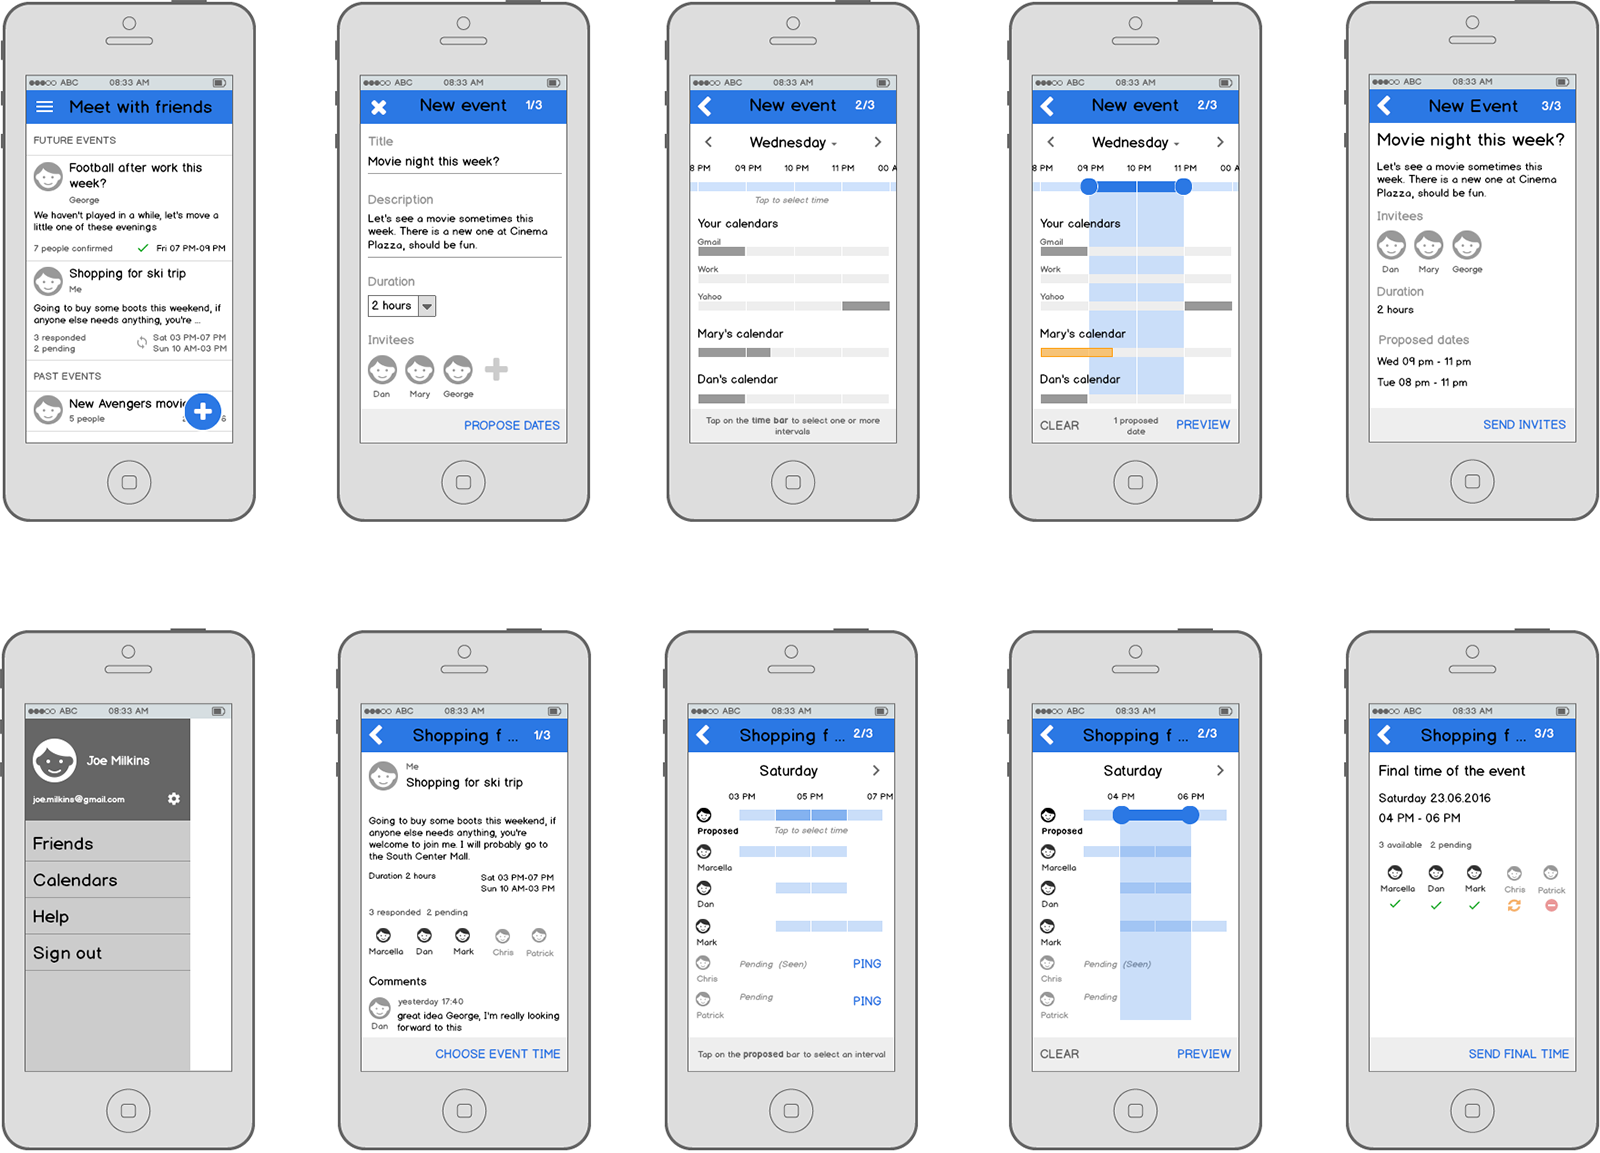 ABC 08:33 AM
Meet with friends
FUTURE EVENTS
Football after work this
week?
George
We haven't played in a while, let's move a
little one of these evenings
7 people confirmed Fri 07 PM-09 PM
Shopping for ski trip
Me
Going to buy some boots this weekend, if
anyone else needs anything, you're ...
3 responded Sat 03 PM-07 PM
2 pending Sun 10 AM-03 PM
PAST EVENTS
New Avengers movi
5 people
ABC 08:33 AM
New event 1/3
Title
Movie night this week?
Description
Let's see a movie sometimes this
week. There is a new one at Cinema
Plazza, should be fun.
Duration
2 hours
Invitees
Dan Mary George
PROPOSE DATES
ABC 08:33 AM
New event 2/3
Wednesday
8 PM 09 PM 10 PM 11 PM 00 A
Tap to select time
Your calendars
Gmail
Work
Yahoo
Mary's calendar
Dan's calendar
Tap on the time bar to select one or more
intervals
ABC 08:33 AM
New event 2/3
Wednesday
8 PM 09 PM 10 PM 11 PM 00 A
Your calendars
Gmail
Work
Yahoo
Mary's calendar
Dan's calendar
CLEAR 1 proposed PREVIEW
date
ABC 08:33 AM
New Event 3/3
Movie night this week?
Let's see a movie sometimes this
week. There is a new one at Cinema
Plazza, should be fun.
Invitees
Dan Mary George
Duration
2 hours
Proposed dates
Wed 09 pm - 11 pm
Tue 08 pm - 11 pm
SEND INVITES
ABC 08:33 AM
Joe Milkins
joe.milkins@gmail.com
Friends
Calendars
Help
Sign out
ABC 08:33 AM
Shopping f ... 1/3
Me
Shopping for ski trip
Going to buy some boots this weekend, if
anyone else needs anything, you're
welcome to join me. I will probably go to
the South Center Mall.
Duration 2 hours Sat 03 PM-07 PM
Sun 10 AM-03 PM
3 responded 2 pending
Marcella Dan Mark Chris Patrick
Comments
yesterday 17:40
great idea George, I'm really looking
forward to this
Dan
CHOOSE EVENT TIME
ABC 08:33 AM
Shopping f ... 2/3
Saturday
03 PM 05 PM 07 PM
Proposed Tap to select time
Marcella
Dan
Mark
Pending (Seen) PING
Chris
Pending PING
Patrick
Tap on the proposed bar to select an interval
ABC 08:33 AM
Shopping f ... 2/3
Saturday
04 PM 06 PM
Proposed
Marcella
Dan
Mark
Pending (Seen)
Chris
Pending
Patrick
CLEAR PREVIEW
ABC 08:33 AM
Shopping f ... 3/3
Final time of the event
Saturday 23.06.2016
04 PM - 06 PM
3 available 2 pending
Marcella Dan Mark Chris Patrick
SEND FINAL TIME